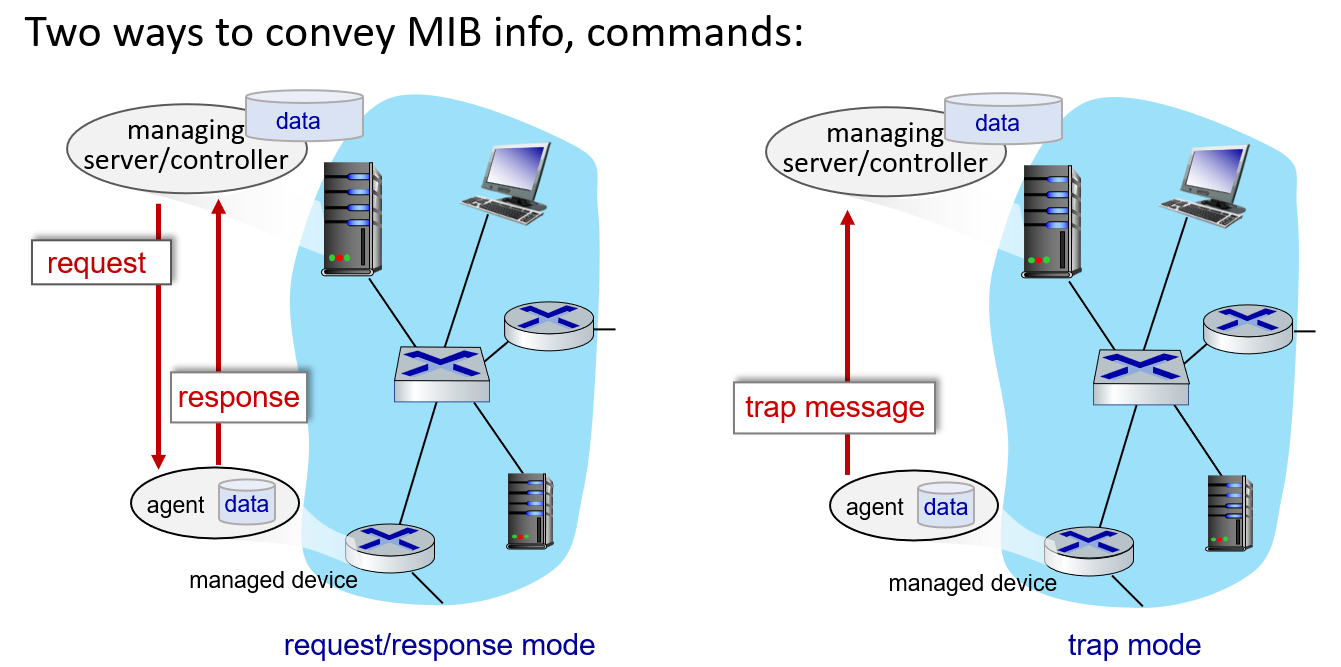 Two ways to convey MIB info, commands:
data
managing
server/controller
request
response
agent
data
managed device
request/response mode
data
managing
server/controller
trap message
agent
data
managed device
trap mode